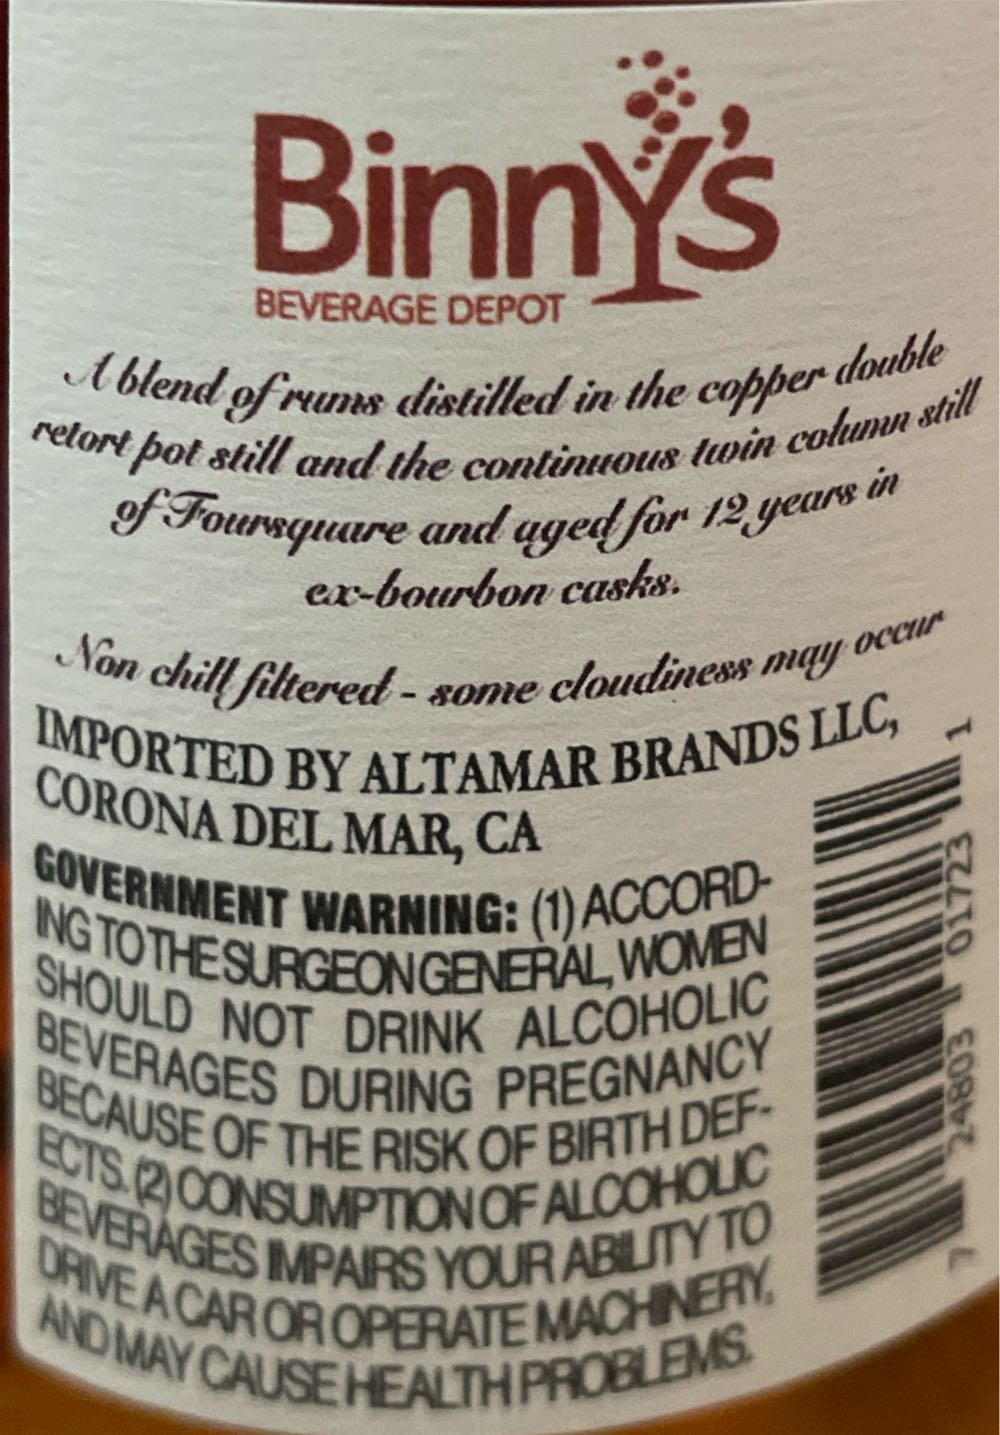 Binny's
BEVERAGE DEPOT
A blend of rums distilled in the copper double
retort pot still and the continuous twin column still
of Foursquare and aged for 12 years in
ex-bourbon casks.
Non chill filtered - some cloudiness may occur
IMPORTED BY ALTAMAR BRANDS LLC,
CORONA DEL MAR, CA
GOVERNMENT WARNING: (1) ACCORD-
ING TO THE SURGEON GENERAL, WOMEN
SHOULD NOT DRINK ALCOHOLIC
BEVERAGES DURING PREGNANCY
BECAUSE OF THE RISK OF BIRTH DEF-
ECTS. (2) CONSUMPTION OF ALCOHOLIC
BEVERAGES IMPAIRS YOUR ABILITY TO
DRIVE A CAR OR OPERATE MACHINERY,
AND MAY CAUSE HEALTH PROBLEMS.
7 24803 01723 1